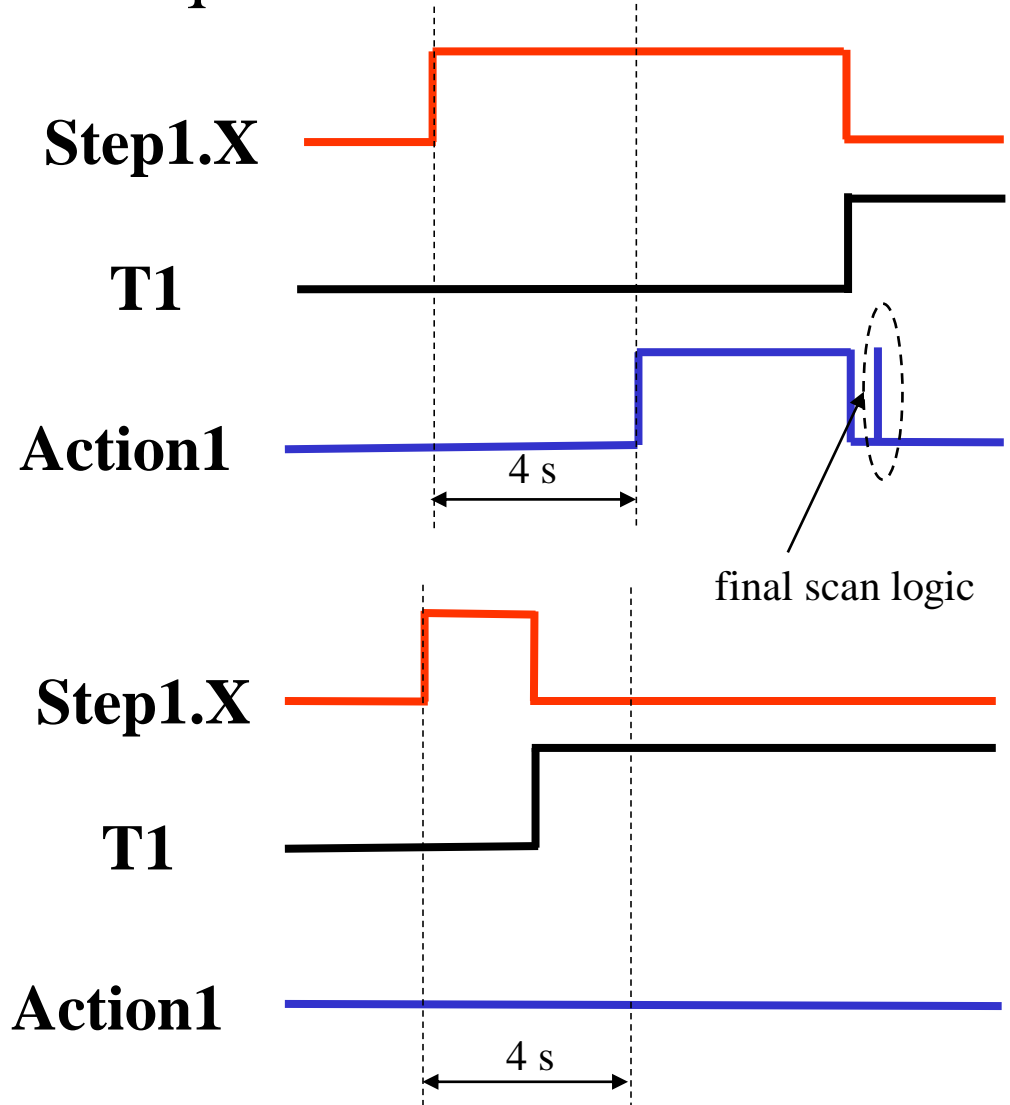 Step1.X
T1
Action1
4 s
final scan logic
Step1.X
T1
Action1
4 s